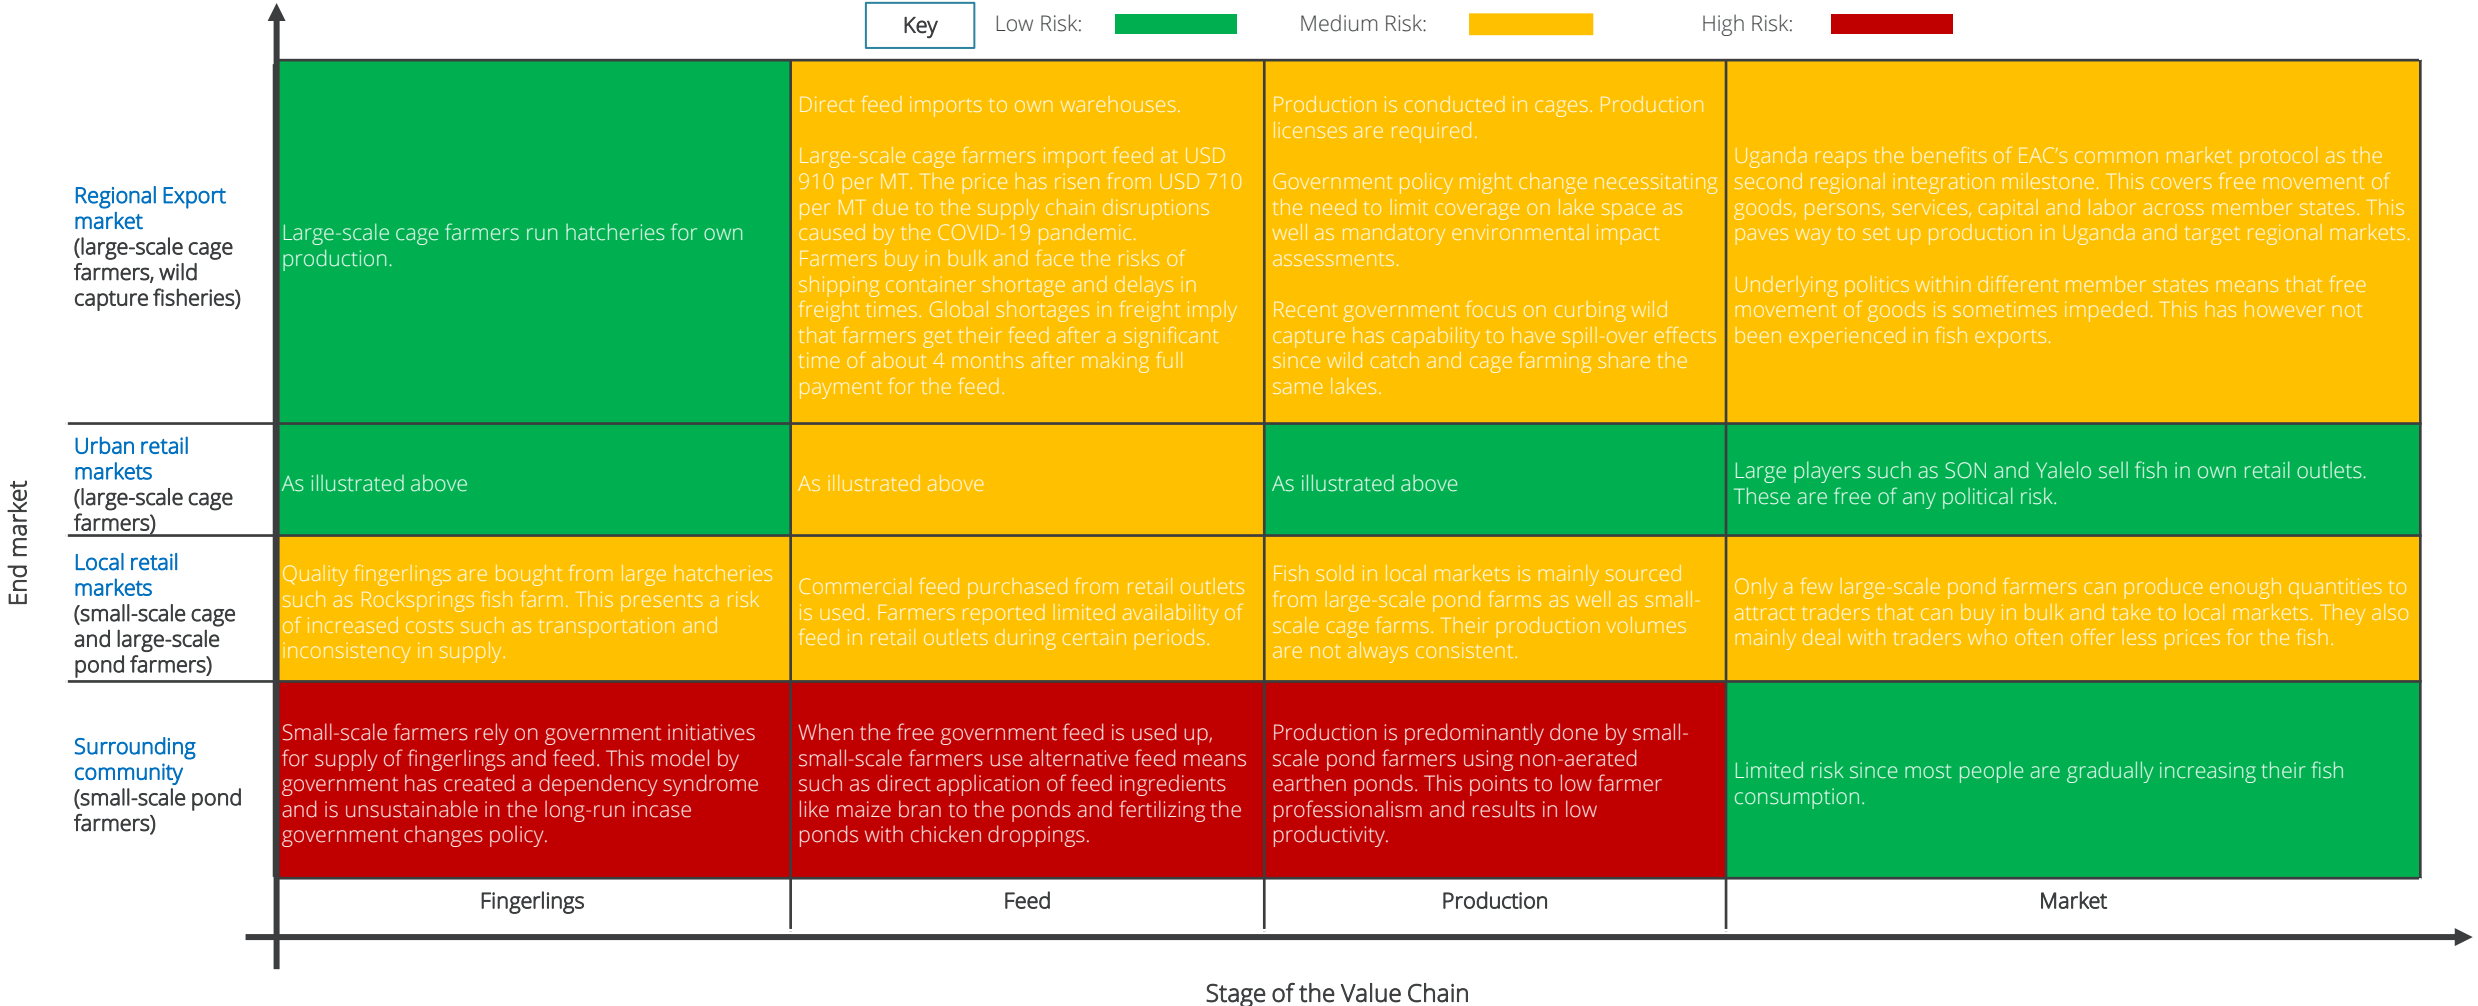 Key
Low Risk:
Medium Risk:
High Risk:
End market
Regional Export
market
(large-scale cage
farmers, wild
capture fisheries)
Large-scale cage farmers run hatcheries for own
production.
Direct feed imports to own warehouses.
Large-scale cage farmers import feed at USD
910 per MT. The price has risen from USD 710
per MT due to the supply chain disruptions
caused by the COVID-19 pandemic.
Farmers buy in bulk and face the risks of
shipping container shortage and delays in
freight times. Global shortages in freight imply
that farmers get their feed after a significant
time of about 4 months after making full
payment for the feed.
Production is conducted in cages. Production
licenses are required.
Government policy might change necessitating
the need to limit coverage on lake space as
well as mandatory environmental impact
assessments.
Recent government focus on curbing wild
capture has capability to have spill-over effects
since wild catch and cage farming share the
same lakes.
Uganda reaps the benefits of EAC's common market protocol as the
second regional integration milestone. This covers free movement of
goods, persons, services, capital and labor across member states. This
paves way to set up production in Uganda and target regional markets.
Underlying politics within different member states means that free
movement of goods is sometimes impeded. This has however not
been experienced in fish exports.
Urban retail
markets
(large-scale cage
farmers)
As illustrated above
As illustrated above
As illustrated above
Large players such as SON and Yalelo sell fish in own retail outlets.
These are free of any political risk.
Local retail
markets
(small-scale cage
and large-scale
pond farmers)
Quality fingerlings are bought from large hatcheries
such as Rocksprings fish farm. This presents a risk
of increased costs such as transportation and
inconsistency in supply.
Commercial feed purchased from retail outlets
is used. Farmers reported limited availability of
feed in retail outlets during certain periods.
Fish sold in local markets is mainly sourced
from large-scale pond farms as well as small-
scale cage farms. Their production volumes
are not always consistent.
Only a few large-scale pond farmers can produce enough quantities to
attract traders that can buy in bulk and take to local markets. They also
mainly deal with traders who often offer less prices for the fish.
Surrounding
community
(small-scale pond
farmers)
Small-scale farmers rely on government initiatives
for supply of fingerlings and feed. This model by
government has created a dependency syndrome
and is unsustainable in the long-run incase
government changes policy.
When the free government feed is used up,
small-scale farmers use alternative feed means
such as direct application of feed ingredients
like maize bran to the ponds and fertilizing the
ponds with chicken droppings.
Production is predominantly done by small-
scale pond farmers using non-aerated
earthen ponds. This points to low farmer
professionalism and results in low
productivity.
Limited risk since most people are gradually increasing their fish
consumption.
Fingerlings
Feed
Production
Market
Stage of the Value Chain